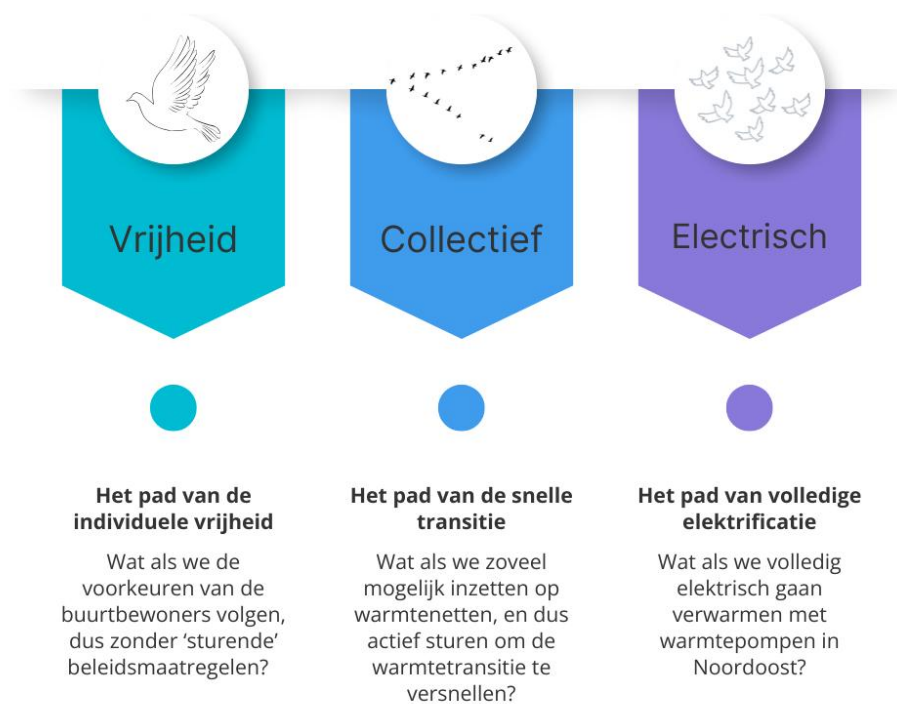 Vrijheid
Het pad van de
individuele vrijheid
Wat als we de
voorkeuren van de
buurtbewoners volgen,
dus zonder ‘sturende’
beleidsmaatregelen?
Collectief
Het pad van de snelle
transitie
Wat als we zoveel
mogelijk inzetten op
warmtenetten, en dus
actief sturen om de
warmtetransitie te
versnellen?
Electrisch
Het pad van volledige
elektrificatie
Wat als we volledig
elektrisch gaan
verwarmen met
warmtepompen in
Noordoost?